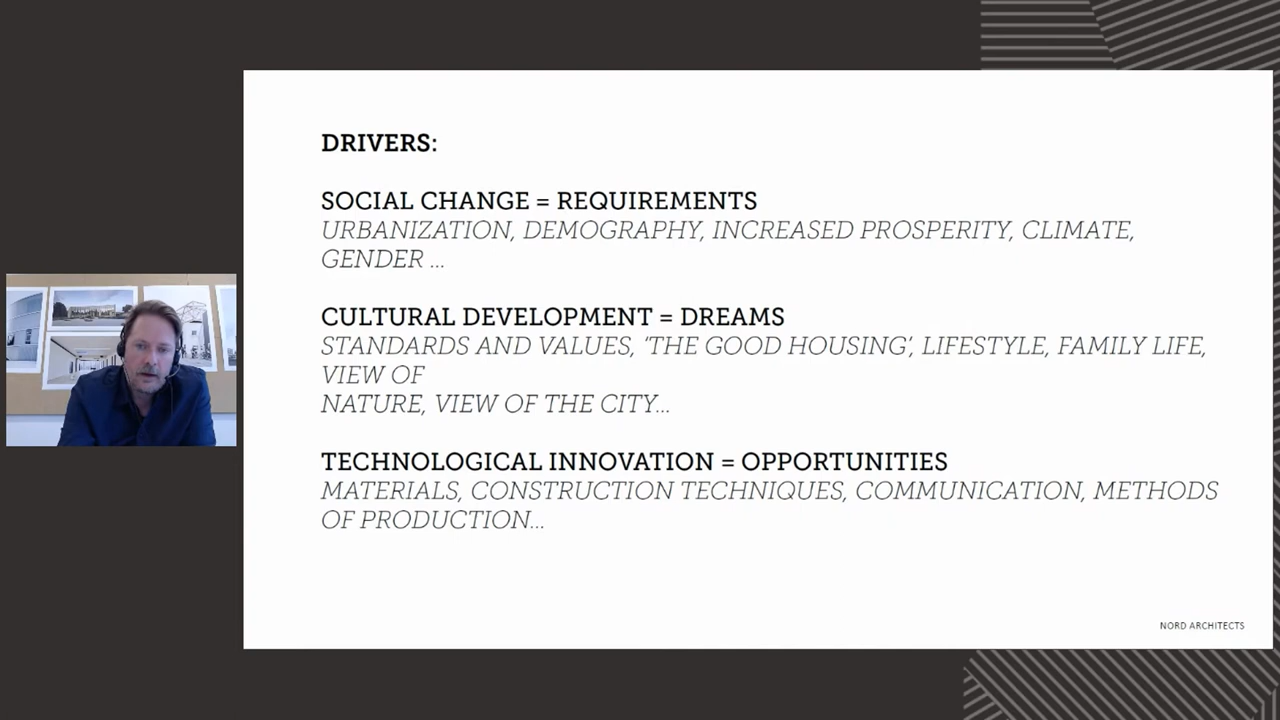 DRIVERS:
SOCIAL CHANGE = REQUIREMENTS
URBANIZATION, DEMOGRAPHY, INCREASED PROSPERITY, CLIMATE,
GENDER ...
CULTURAL DEVELOPMENT = DREAMS
STANDARDS AND VALUES, 'THE GOOD HOUSING', LIFESTYLE, FAMILY LIFE,
VIEW OF
NATURE, VIEW OF THE CITY...
TECHNOLOGICAL INNOVATION = OPPORTUNITIES
MATERIALS, CONSTRUCTION TECHNIQUES, COMMUNICATION, METHODS
OF PRODUCTION...
NORD ARCHITECTS